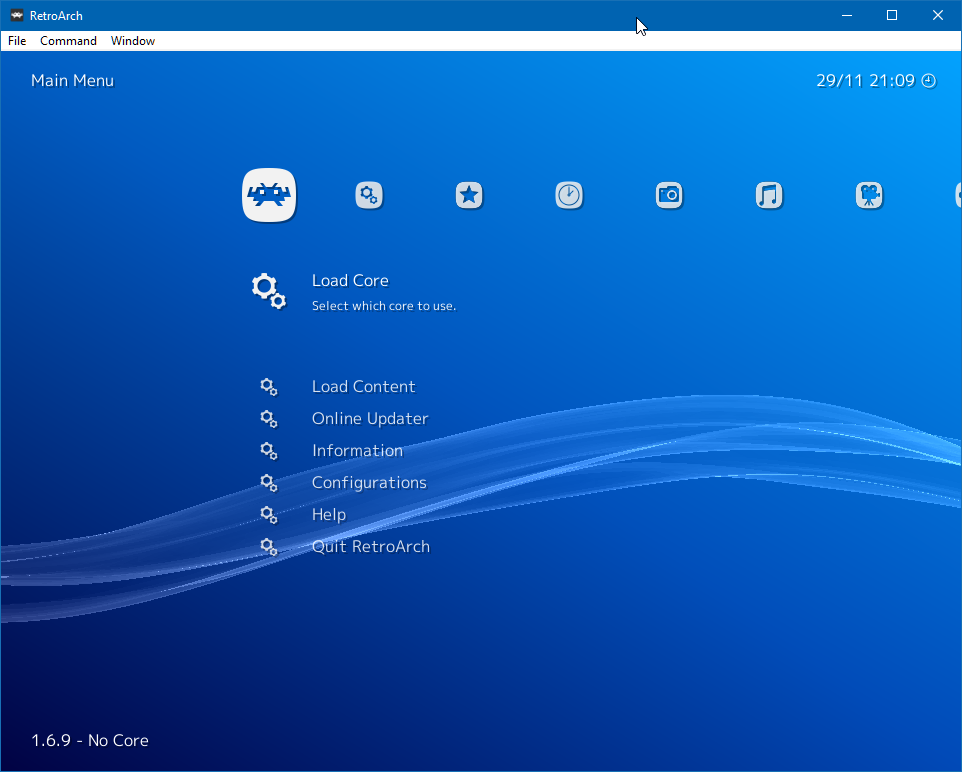 RetroArch
File Command Window
Main Menu 29/11 21:09
Load Core
Select which core to use.
Load Content
Online Updater
Information
Configurations
Help
Quit RetroArch
1.6.9 - No Core